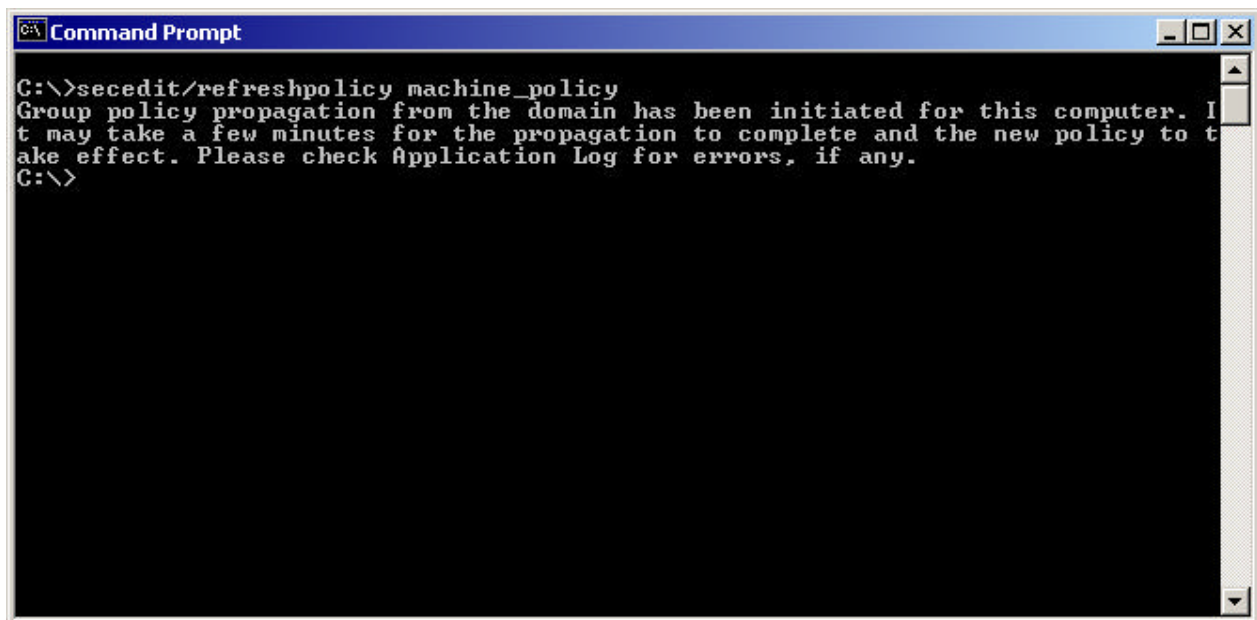 Command Prompt
C:\>secedit/refreshpolicy machine_policy
Group policy propagation from the domain has been initiated for this computer. I
t may take a few minutes for the propagation to complete and the new policy to t
ake effect. Please check Application Log for errors, if any.
C:\>